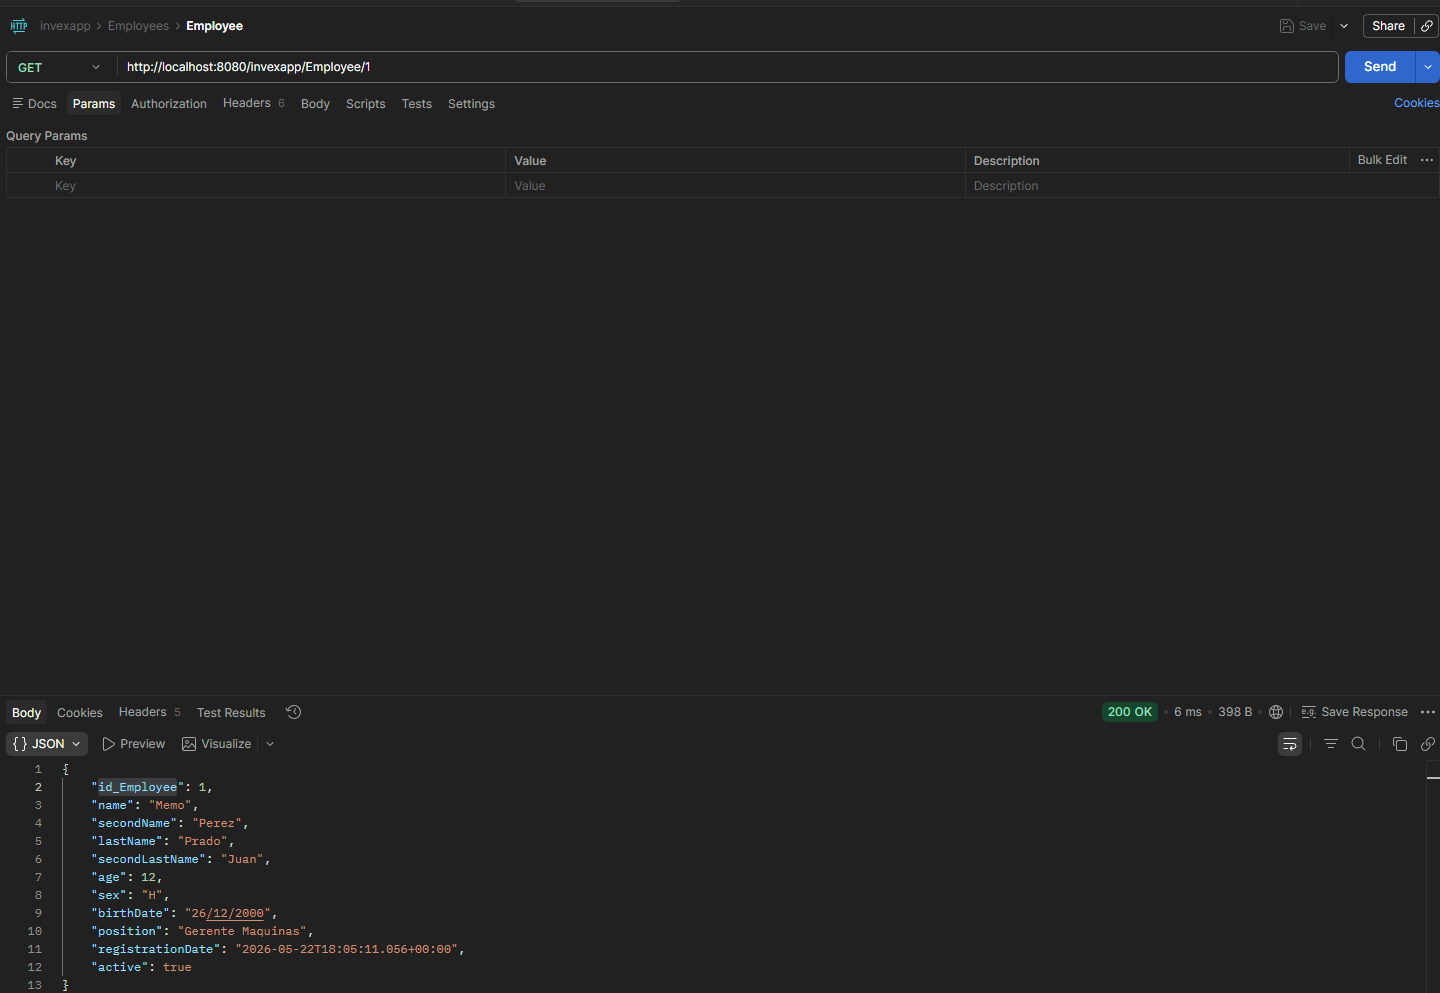 HTTP invexapp > Employees > Employee Save Share
GET http://localhost:8080/invexapp/Employee/1 Send
Docs Params Authorization Headers 6 Body Scripts Tests Settings Cookies
Query Params
Key Value Description Bulk Edit ···
Key Value Description
Body Cookies Headers 5 Test Results 200 OK • 6 ms • 398 B • e.g. Save Response ···
{} JSON Preview Visualize
1 {
2 "id_Employee": 1,
3 "name": "Memo",
4 "secondName": "Perez",
5 "lastName": "Prado",
6 "secondLastName": "Juan",
7 "age": 12,
8 "sex": "H",
9 "birthDate": "26/12/2000",
10 "position": "Gerente Maquinas",
11 "registrationDate": "2026-05-22T18:05:11.056+00:00",
12 "active": true
13 }